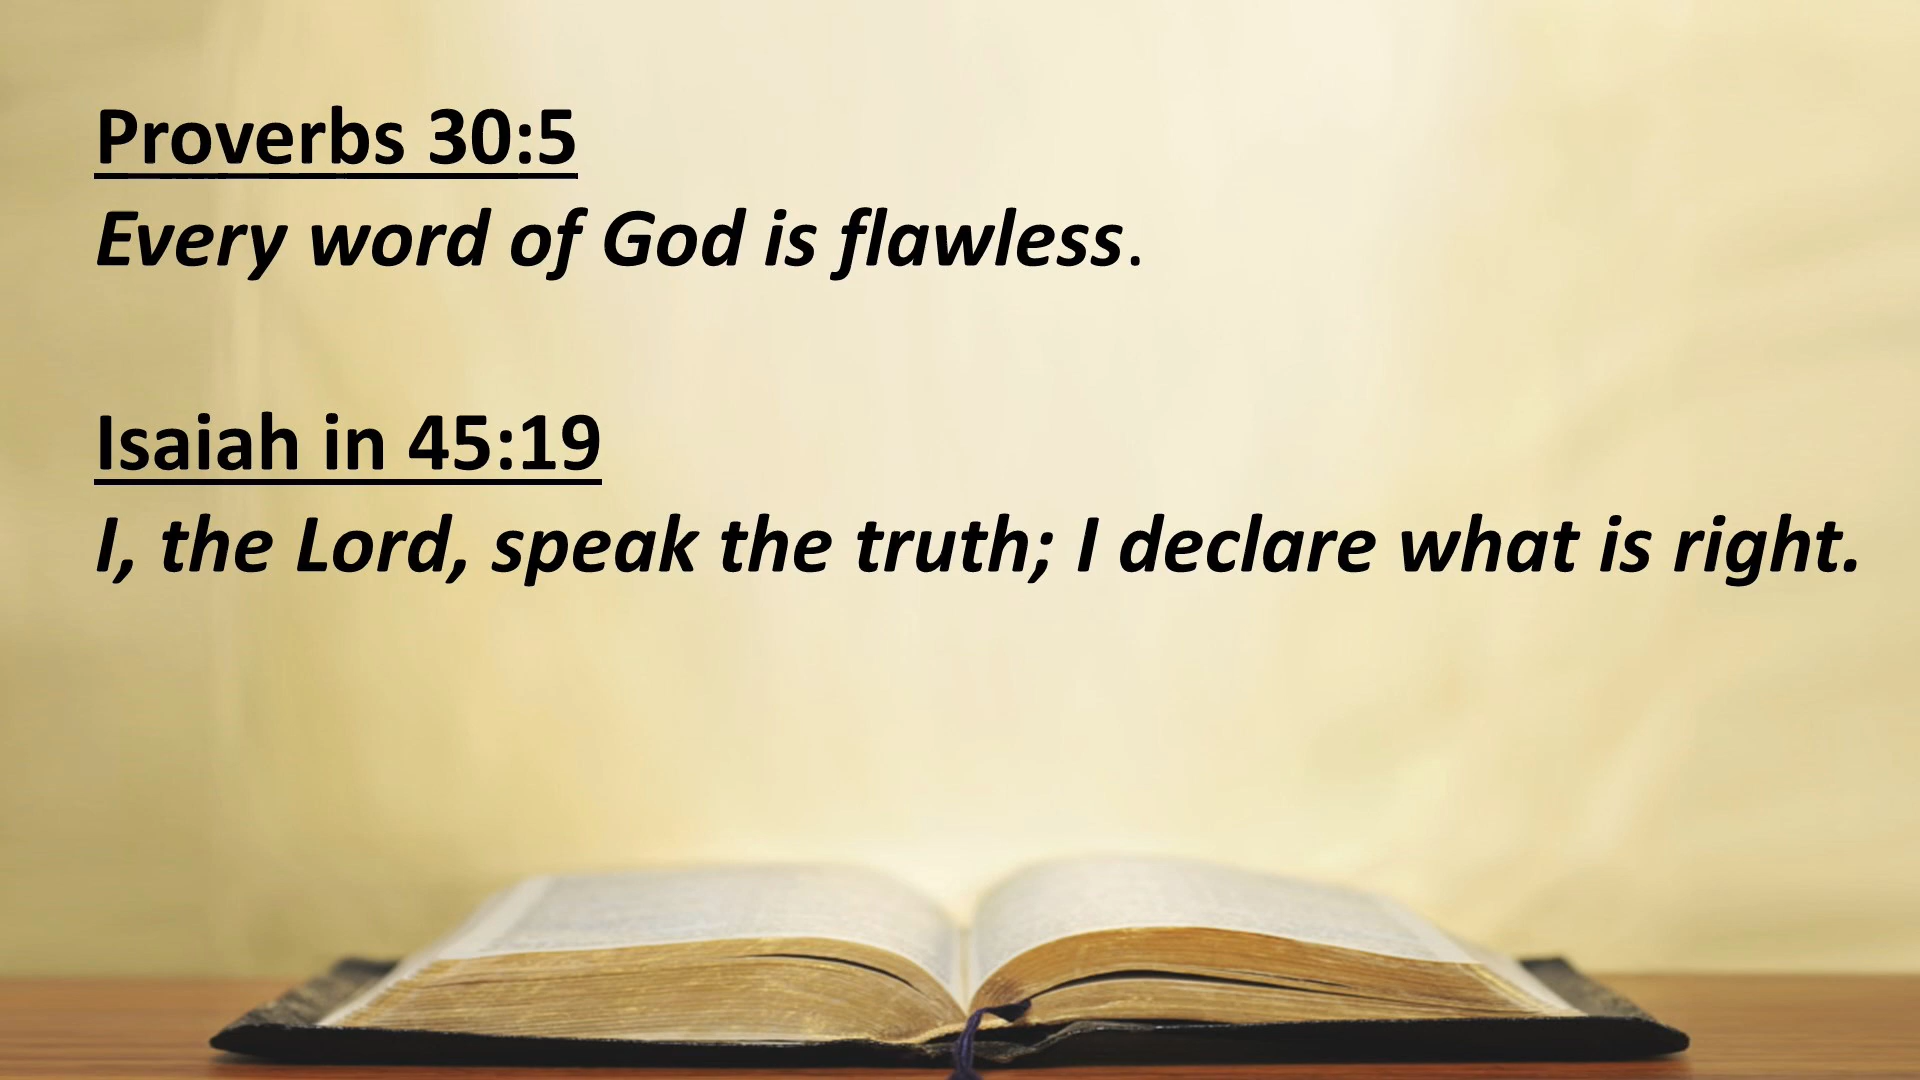 Proverbs 30:5
Every word of God is flawless.
Isaiah in 45:19
I, the Lord, speak the truth; I declare what is right.